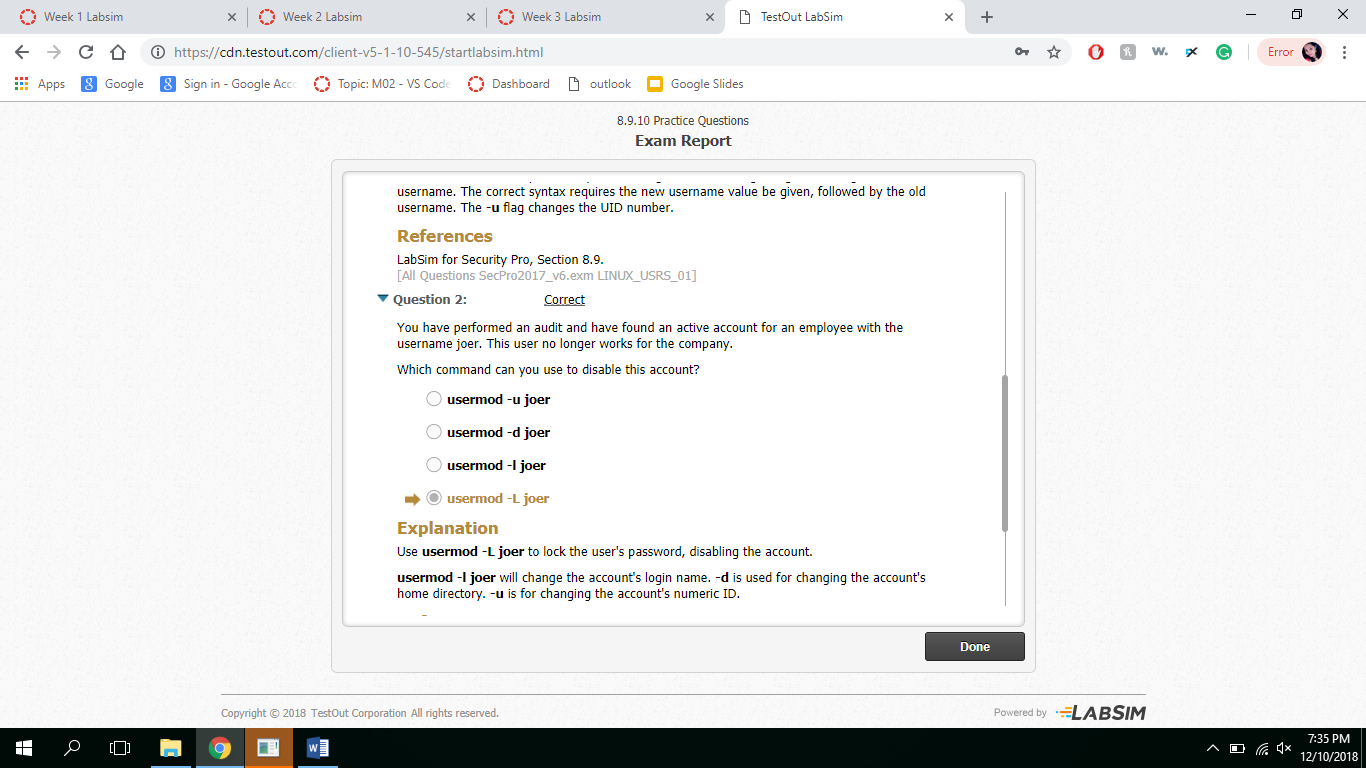 Week 1 Labsim
Week 2 Labsim
Week 3 Labsim
TestOut LabSim
https://cdn.testout.com/client-v5-1-10-545/startlabsim.html
Error
Apps
Google
Sign in - Google Acco
Topic: M02 - VS Code
Dashboard
outlook
Google Slides
8.9.10 Practice Questions
Exam Report
username. The correct syntax requires the new username value be given, followed by the old
username. The -u flag changes the UID number.
References
LabSim for Security Pro, Section 8.9.
[All Questions SecPro2017_v6.exm LINUX_USRS_01]
Question 2: Correct
You have performed an audit and have found an active account for an employee with the
username joer. This user no longer works for the company.
Which command can you use to disable this account?
usermod -u joer
usermod -d joer
usermod -l joer
usermod -L joer
Explanation
Use usermod -L joer to lock the user's password, disabling the account.
usermod -l joer will change the account's login name. -d is used for changing the account's
home directory. -u is for changing the account's numeric ID.
Done
Copyright © 2018 TestOut Corporation All rights reserved.
Powered by LABSIM
7:35 PM
12/10/2018